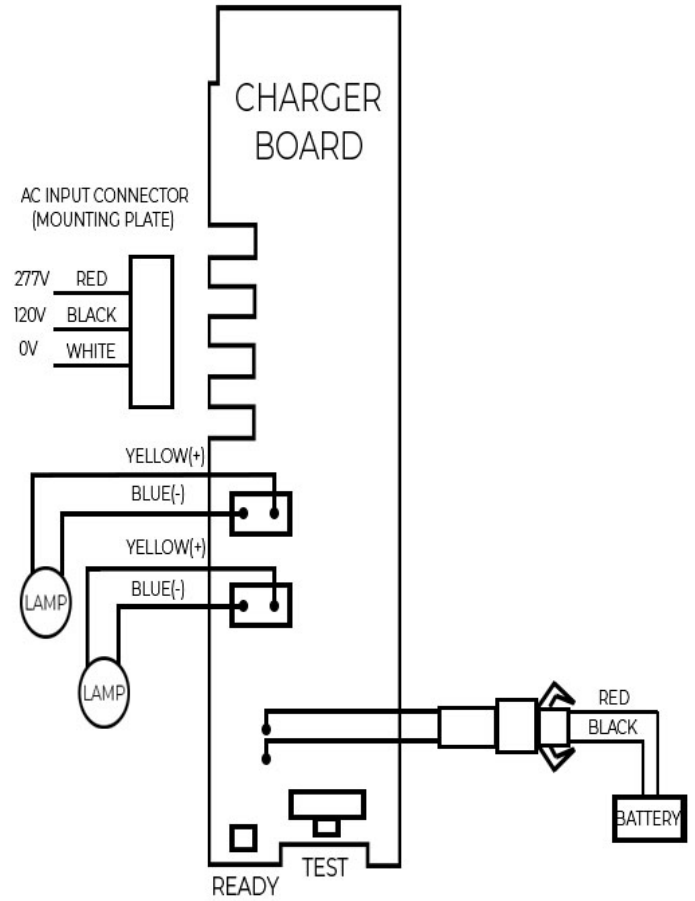 CHARGER
BOARD
AC INPUT CONNECTOR
(MOUNTING PLATE)
277V RED
120V BLACK
0V WHITE
YELLOW(+)
BLUE(-)
YELLOW(+)
BLUE(-)
LAMP
LAMP
RED
BLACK
BATTERY
TEST
READY